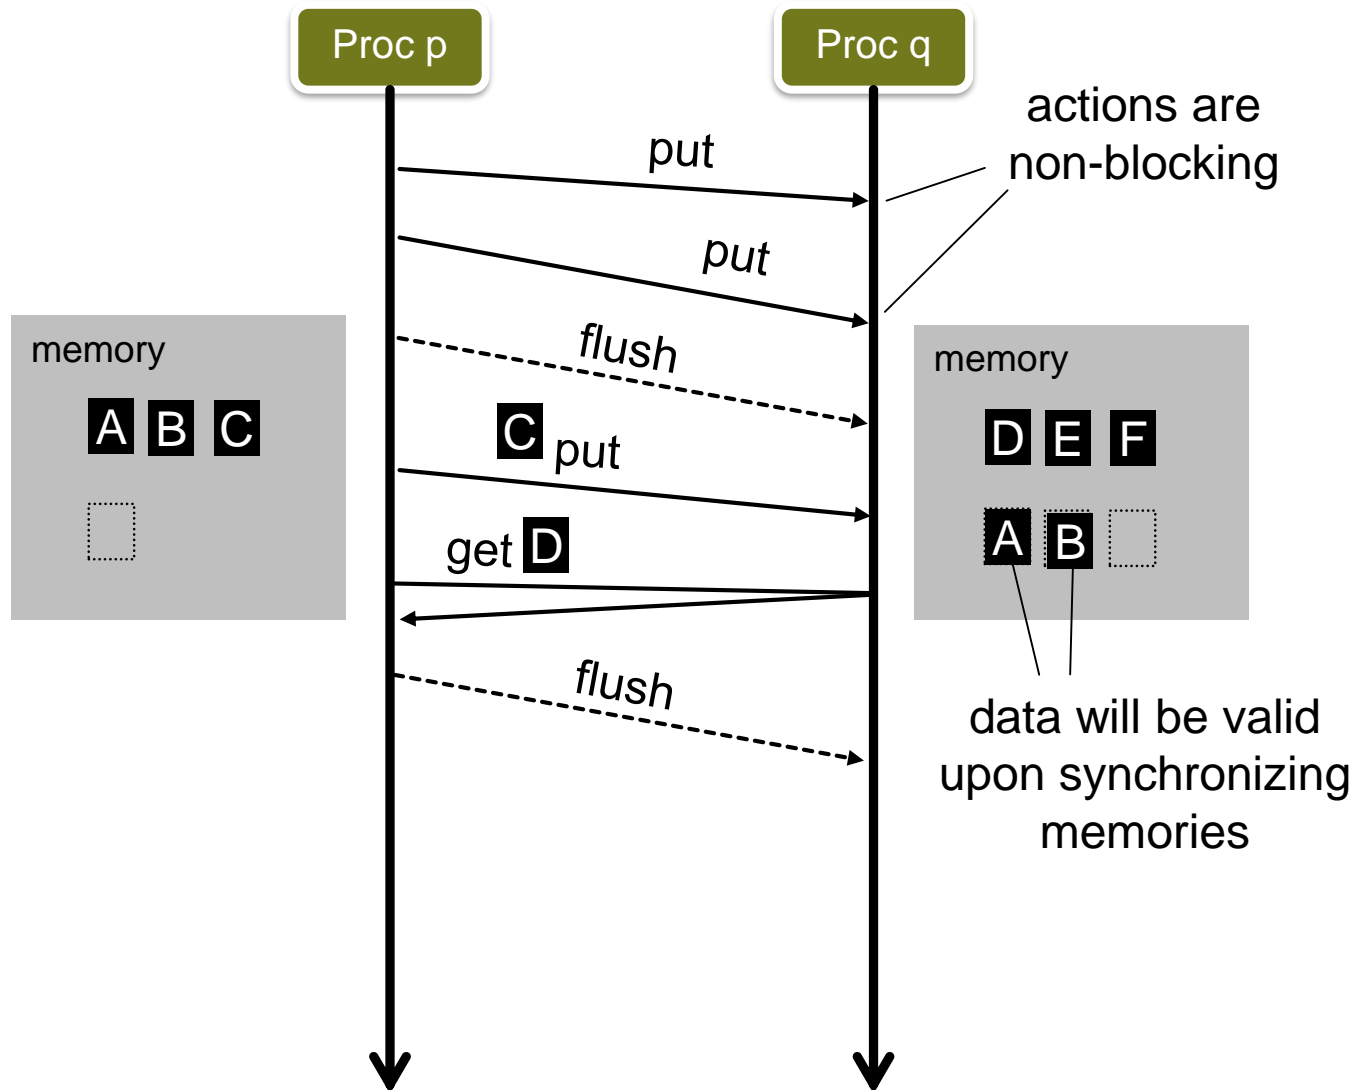 Proc p
Proc q
actions are
non-blocking
put
put
flush
memory
A B C
memory
D E F
A B
C put
get D
flush
data will be valid
upon synchronizing
memories